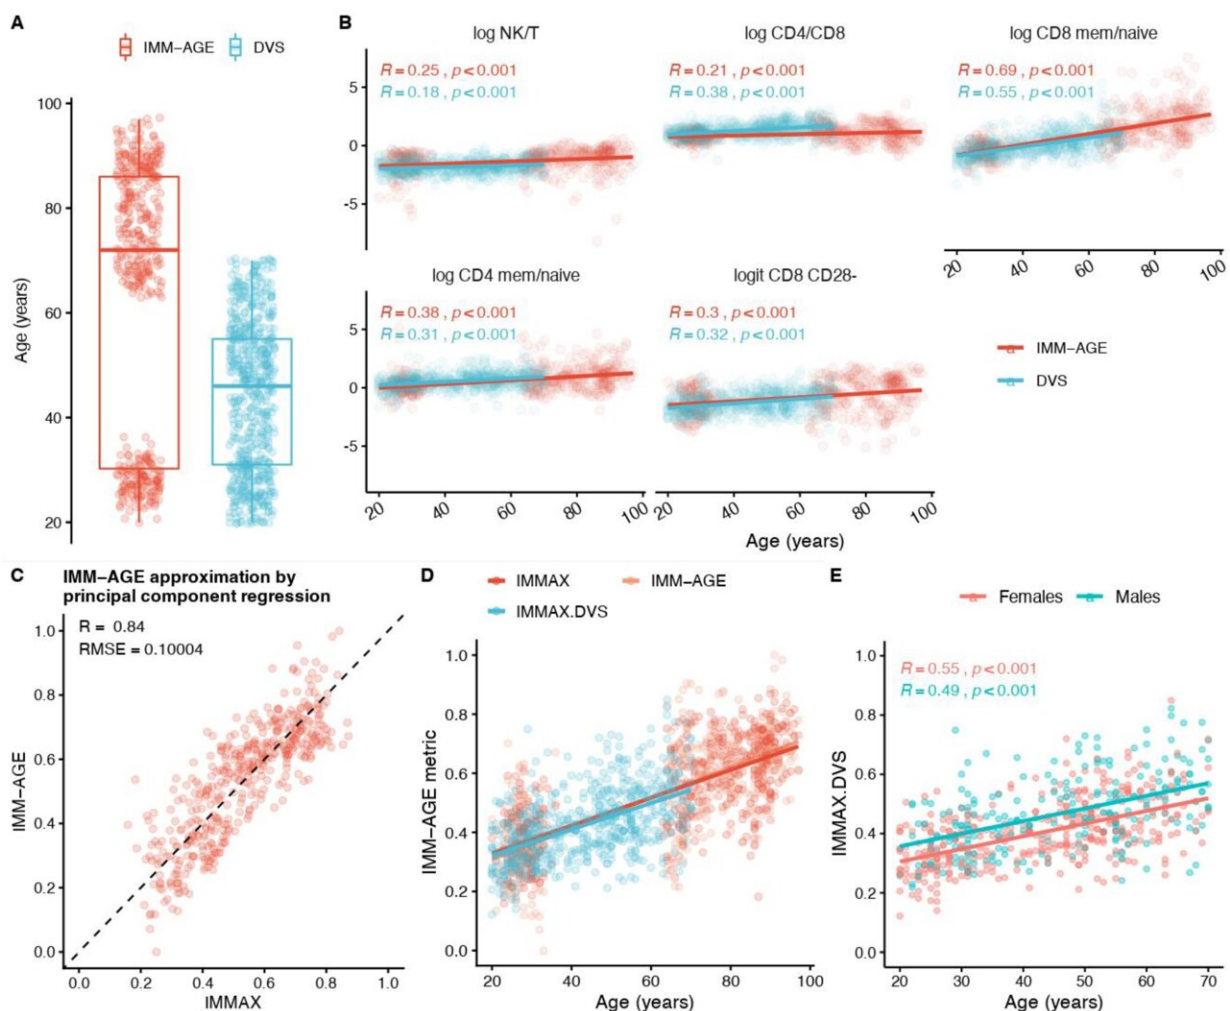 A
IMM–AGE DVS
100
80
60
40
20
Age (years)
B
log NK/T
R = 0.25 , p < 0.001
R = 0.18 , p < 0.001
5
0
-5
log CD4/CD8
R = 0.21 , p < 0.001
R = 0.38 , p < 0.001
log CD8 mem/naive
R = 0.69 , p < 0.001
R = 0.55 , p < 0.001
20 40 60 80 100
log CD4 mem/naive
R = 0.38 , p < 0.001
R = 0.31 , p < 0.001
5
0
-5
20 40 60 80 100
logit CD8 CD28-
R = 0.3 , p < 0.001
R = 0.32 , p < 0.001
20 40 60 80 100
Age (years)
IMM–AGE
DVS
C
IMM–AGE approximation by
principal component regression
R = 0.84
RMSE = 0.10004
1.0
0.8
0.6
0.4
0.2
0.0
IMM–AGE
0.0 0.2 0.4 0.6 0.8 1.0
IMMAX
D
IMMAX IMM–AGE
IMMAX.DVS
1.0
0.8
0.6
0.4
0.2
0.0
IMM–AGE metric
20 40 60 80 100
Age (years)
E
Females Males
R = 0.55 , p < 0.001
R = 0.49 , p < 0.001
1.0
0.8
0.6
0.4
0.2
0.0
IMMAX.DVS
20 30 40 50 60 70
Age (years)